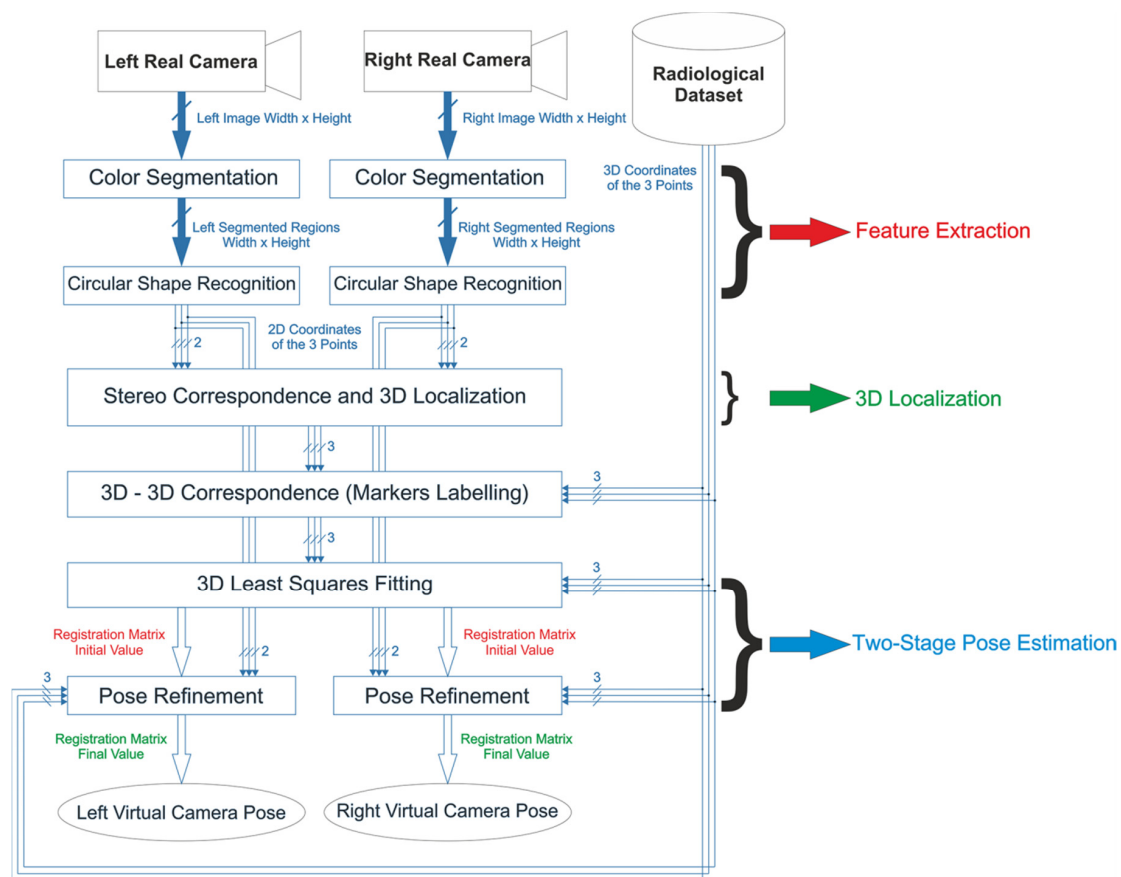 Left Real Camera
Right Real Camera
Radiological
Dataset
Left Image Width x Height
Right Image Width x Height
3D Coordinates
of the 3 Points
Color Segmentation
Color Segmentation
Left Segmented Regions
Width x Height
Right Segmented Regions
Width x Height
Feature Extraction
Circular Shape Recognition
Circular Shape Recognition
2D Coordinates
of the 3 Points
2
2
Stereo Correspondence and 3D Localization
3D Localization
3
3D - 3D Correspondence (Markers Labelling)
3
3
3D Least Squares Fitting
3
Registration Matrix
Initial Value
2
2
Registration Matrix
Initial Value
Two-Stage Pose Estimation
3
Pose Refinement
Pose Refinement
3
Registration Matrix
Final Value
Registration Matrix
Final Value
Left Virtual Camera Pose
Right Virtual Camera Pose